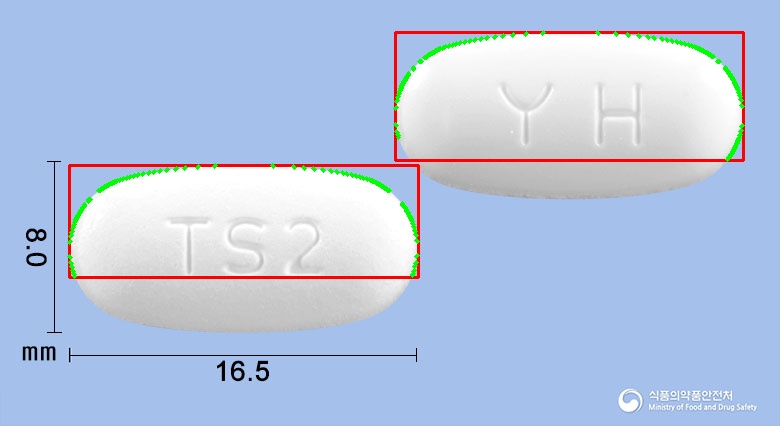 YH
TS2
8.0
mm
16.5
식품의약품안전처
Ministry of Food and Drug Safety